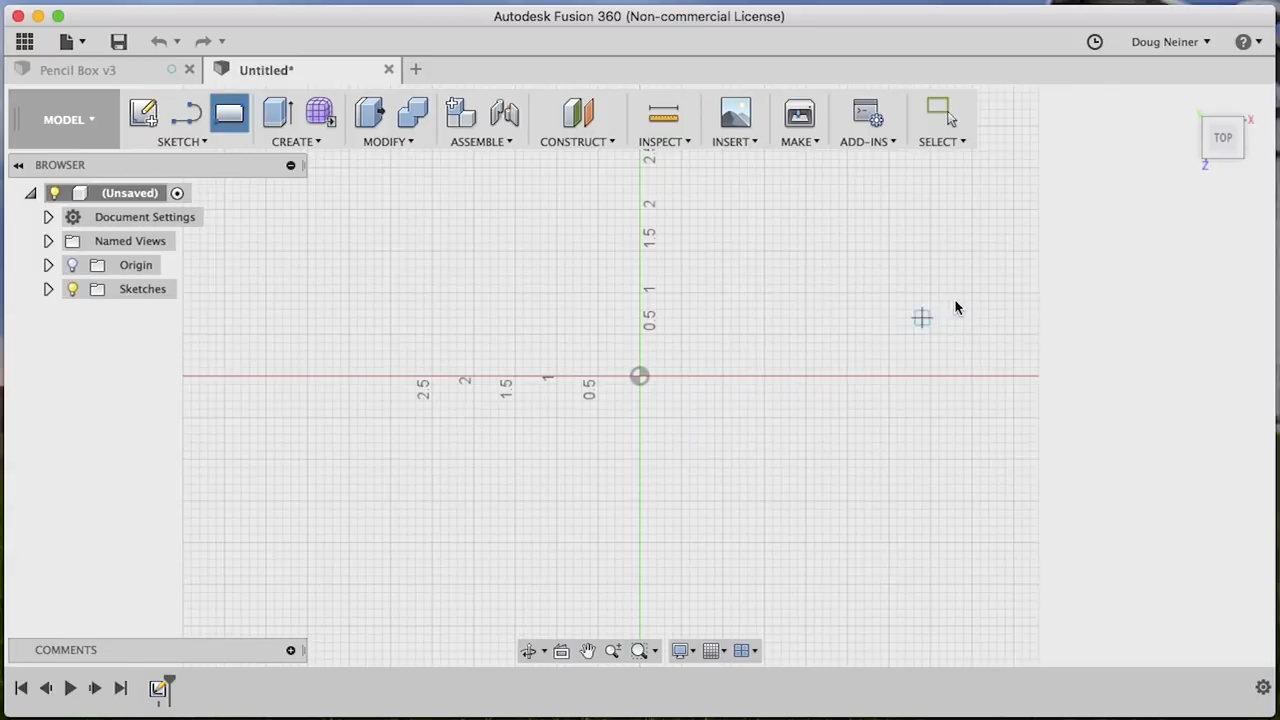 Autodesk Fusion 360 (Non-commercial License)
Doug Neiner
Pencil Box v3
Untitled*
MODEL
SKETCH
CREATE
MODIFY
ASSEMBLE
CONSTRUCT
INSPECT
INSERT
MAKE
ADD-INS
SELECT
TOP
X
Z
BROWSER
(Unsaved)
Document Settings
Named Views
Origin
Sketches
2.5
2
1.5
1
0.5
2.5
2
1.5
1
0.5
COMMENTS